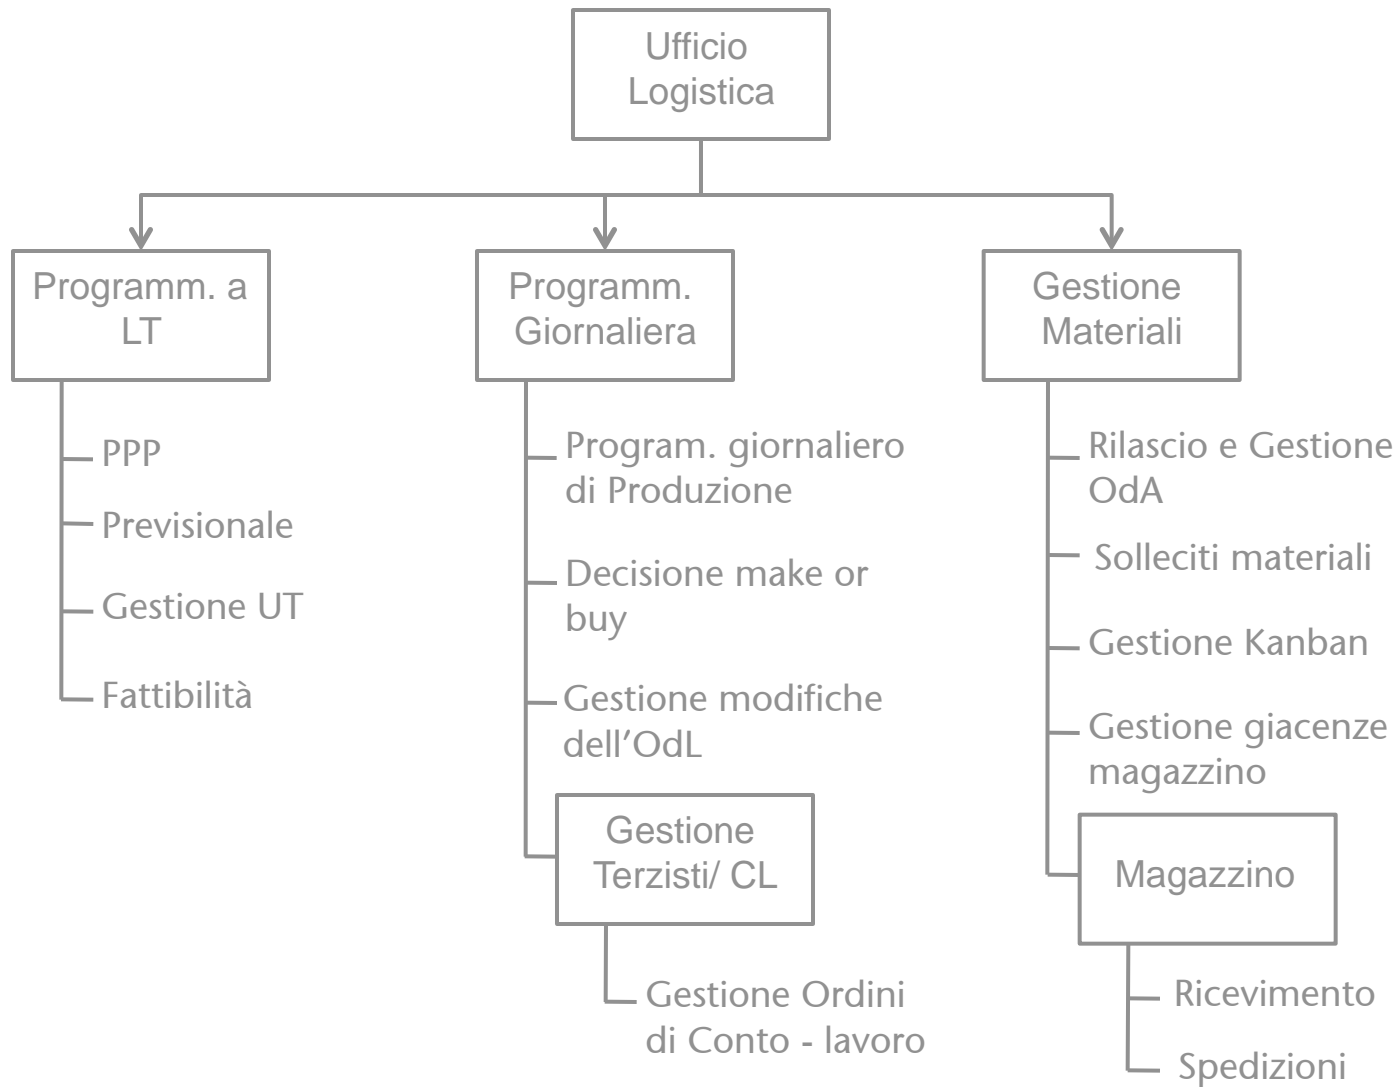 Ufficio
Logistica
Programm. a
LT
PPP
Previsionale
Gestione UT
Fattibilità
Programm.
Giornaliera
Program. giornaliero
di Produzione
Decisione make or
buy
Gestione modifiche
dell'OdL
Gestione
Terzisti/ CL
Gestione Ordini
di Conto - lavoro
Gestione
Materiali
Rilascio e Gestione
OdA
Solleciti materiali
Gestione Kanban
Gestione giacenze
magazzino
Magazzino
Ricevimento
Spedizioni